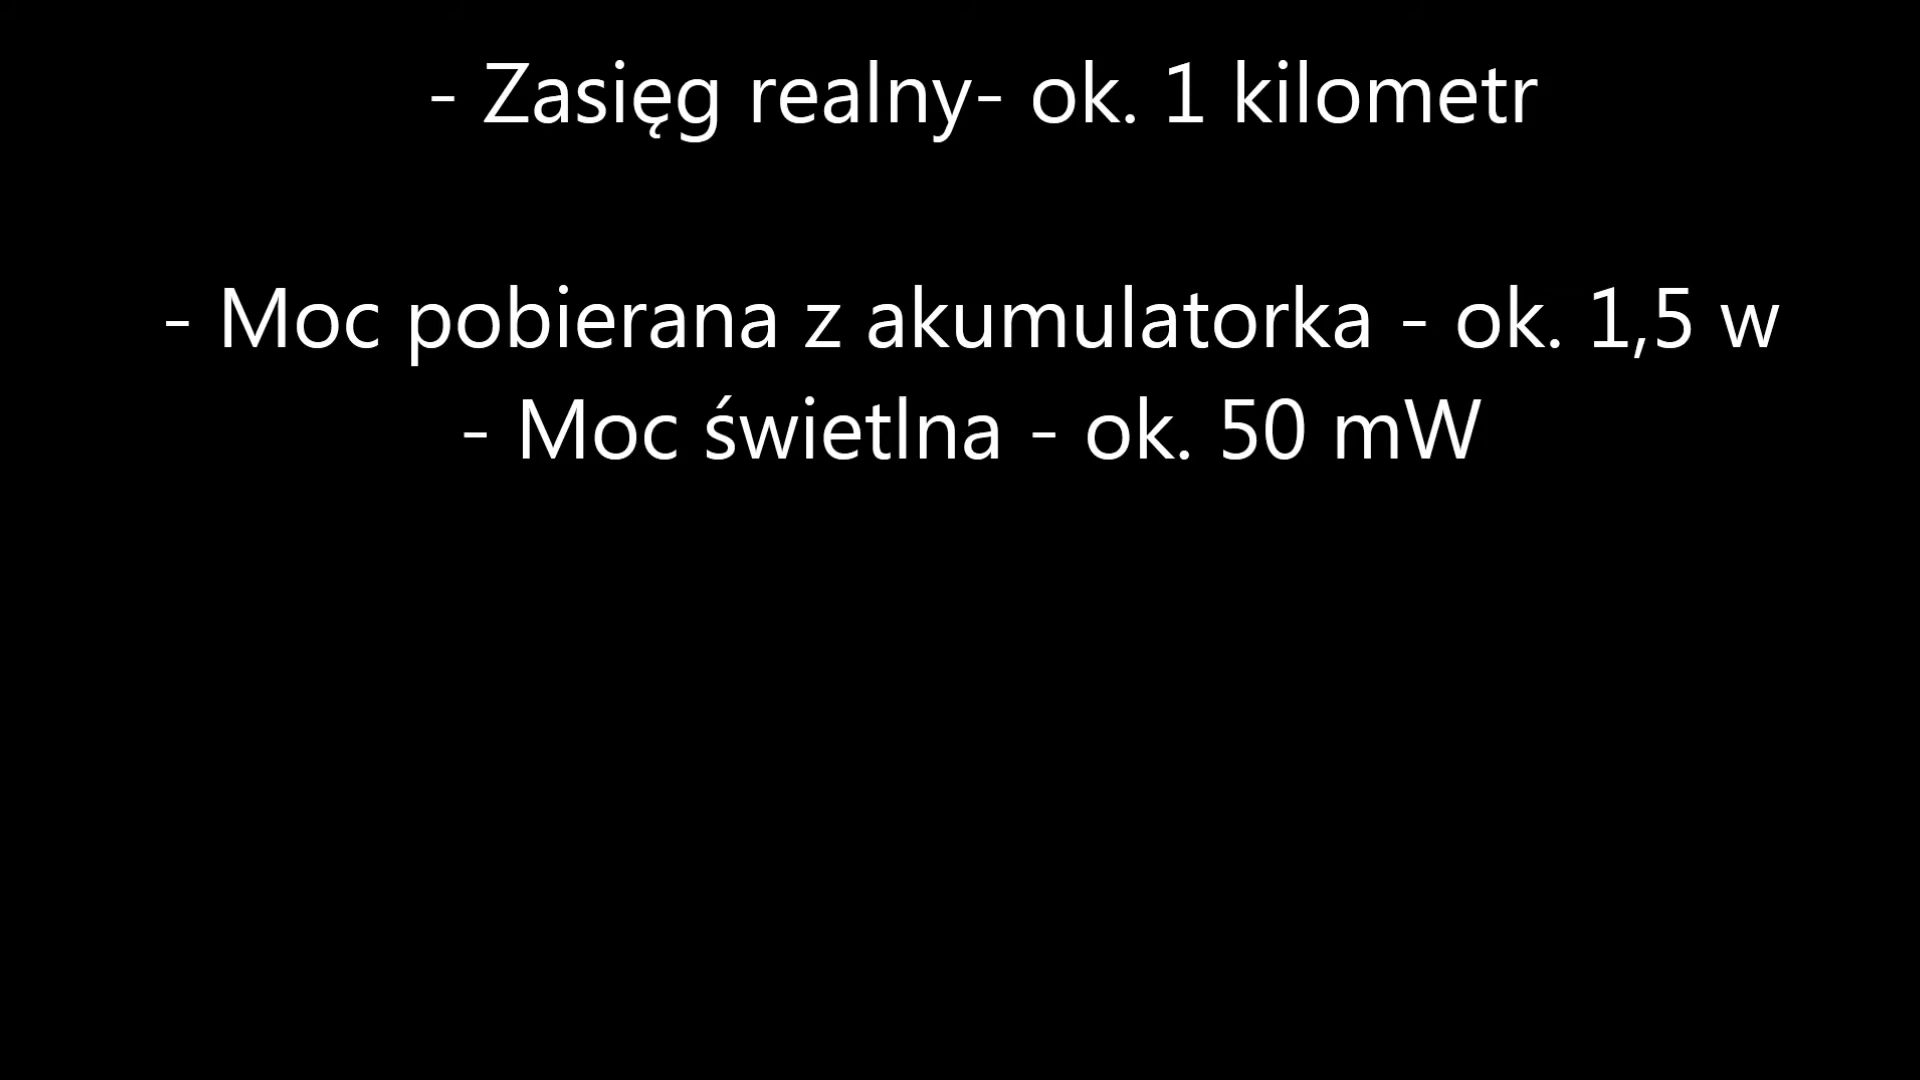 - Zasięg realny- ok. 1 kilometr
- Moc pobierana z akumulatorka - ok. 1,5 w
- Moc świetlna - ok. 50 mW